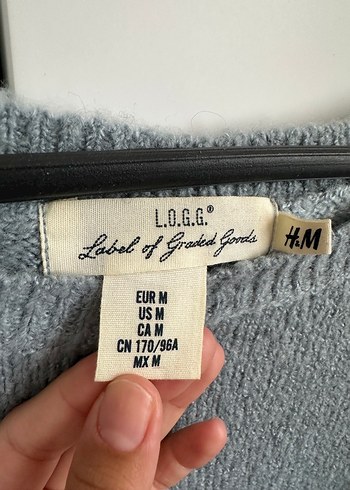 L.O.G.G.®
Label of Graded Goods
H&M
EUR M
US M
CA M
CN 170/96A
MX M